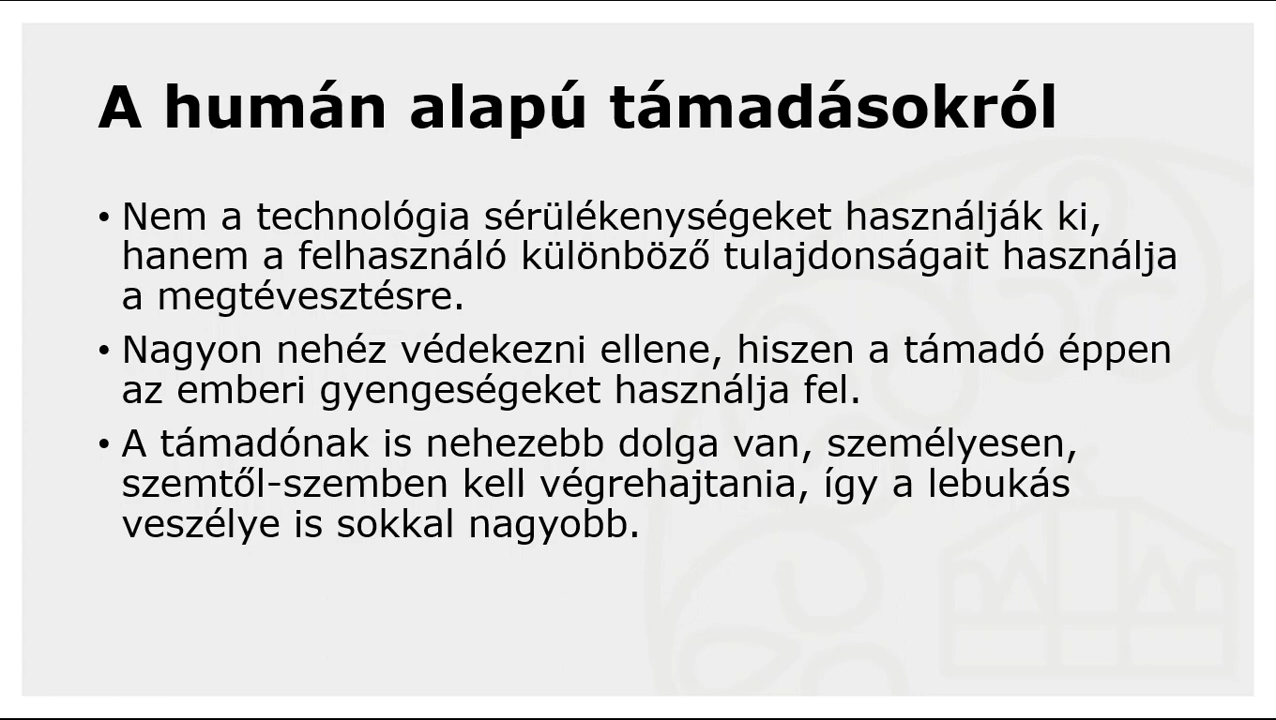 A humán alapú támadásokról
• Nem a technológia sérülékenységeket használják ki,
hanem a felhasználó különböző tulajdonságait használja
a megtévesztésre.
• Nagyon nehéz védekezni ellene, hiszen a támadó éppen
az emberi gyengeségeket használja fel.
• A támadónak is nehezebb dolga van, személyesen,
szemtől-szemben kell végrehajtania, így a lebukás
veszélye is sokkal nagyobb.